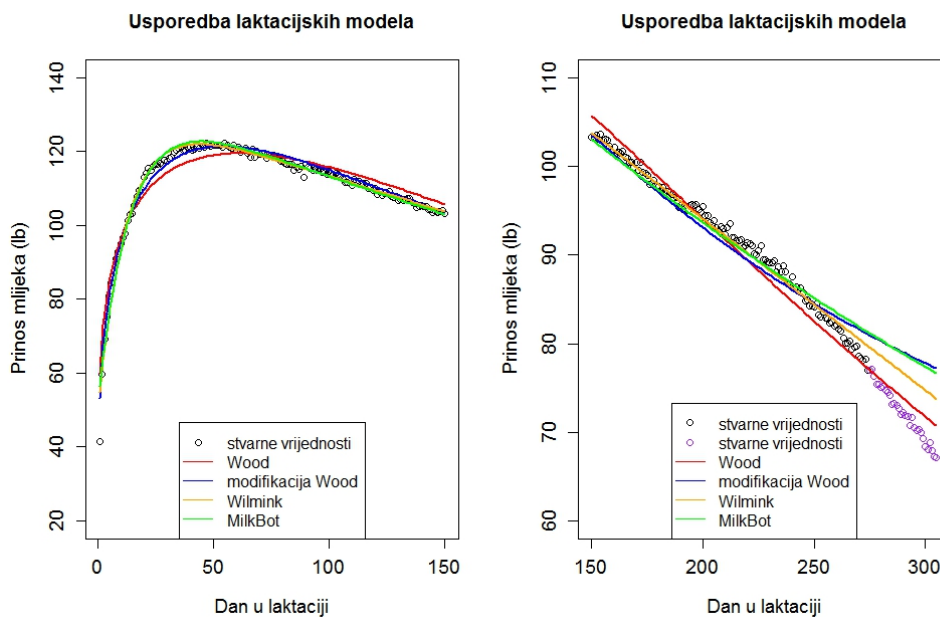 Usporedba laktacijskih modela
Prinos mlijeka (lb)
140
120
100
80
60
40
20
stvarne vrijednosti
Wood
modifikacija Wood
Wilmink
MilkBot
0
50
100
150
Dan u laktaciji
Usporedba laktacijskih modela
Prinos mlijeka (lb)
110
100
90
80
70
60
stvarne vrijednosti
stvarne vrijednosti
Wood
modifikacija Wood
Wilmink
MilkBot
150
200
250
300
Dan u laktaciji